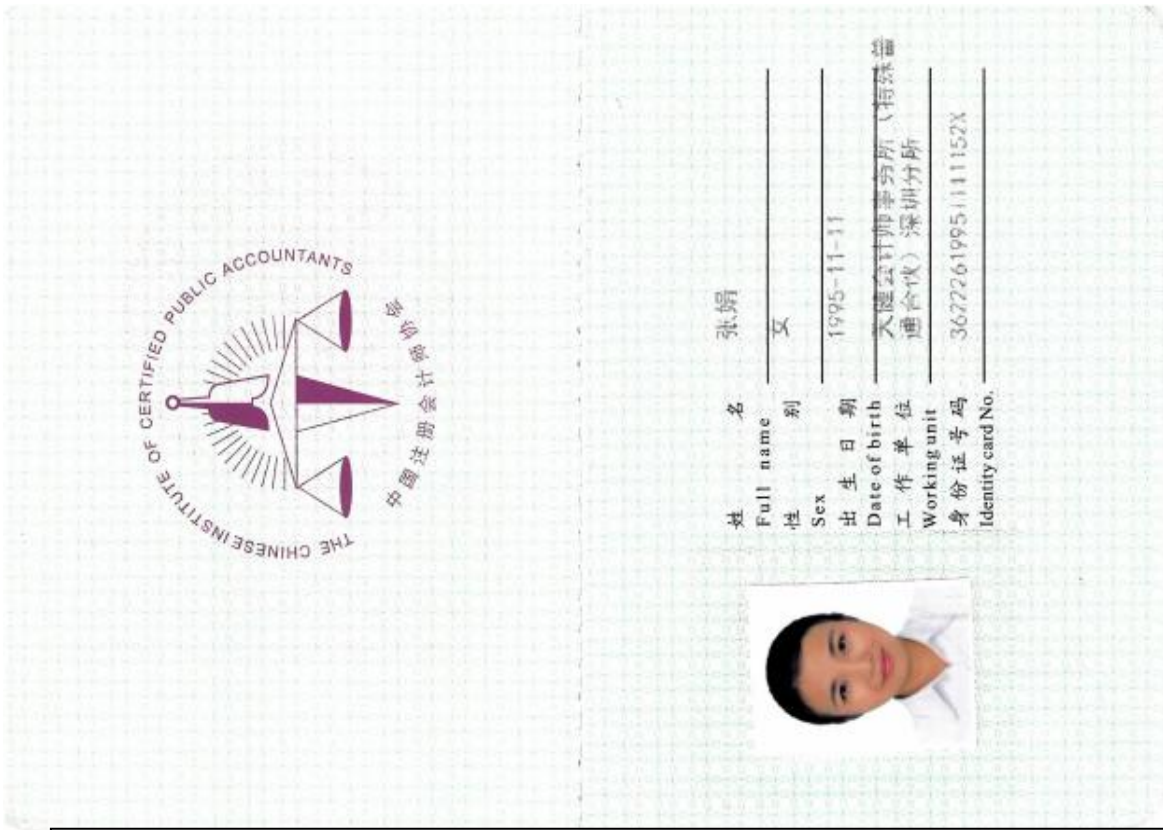 THE CHINESE INSTITUTE OF CERTIFIED PUBLIC ACCOUNTANTS
中国注册会计师协会
姓 名 张娟
Full name
性 别 女
Sex
出 生 日 期 1995-11-11
Date of birth
工 作 单 位 天健会计师事务所（特殊普
通合伙）深圳分所
Working unit
身 份 证 号 码 36222619951111152X
Identity card No.